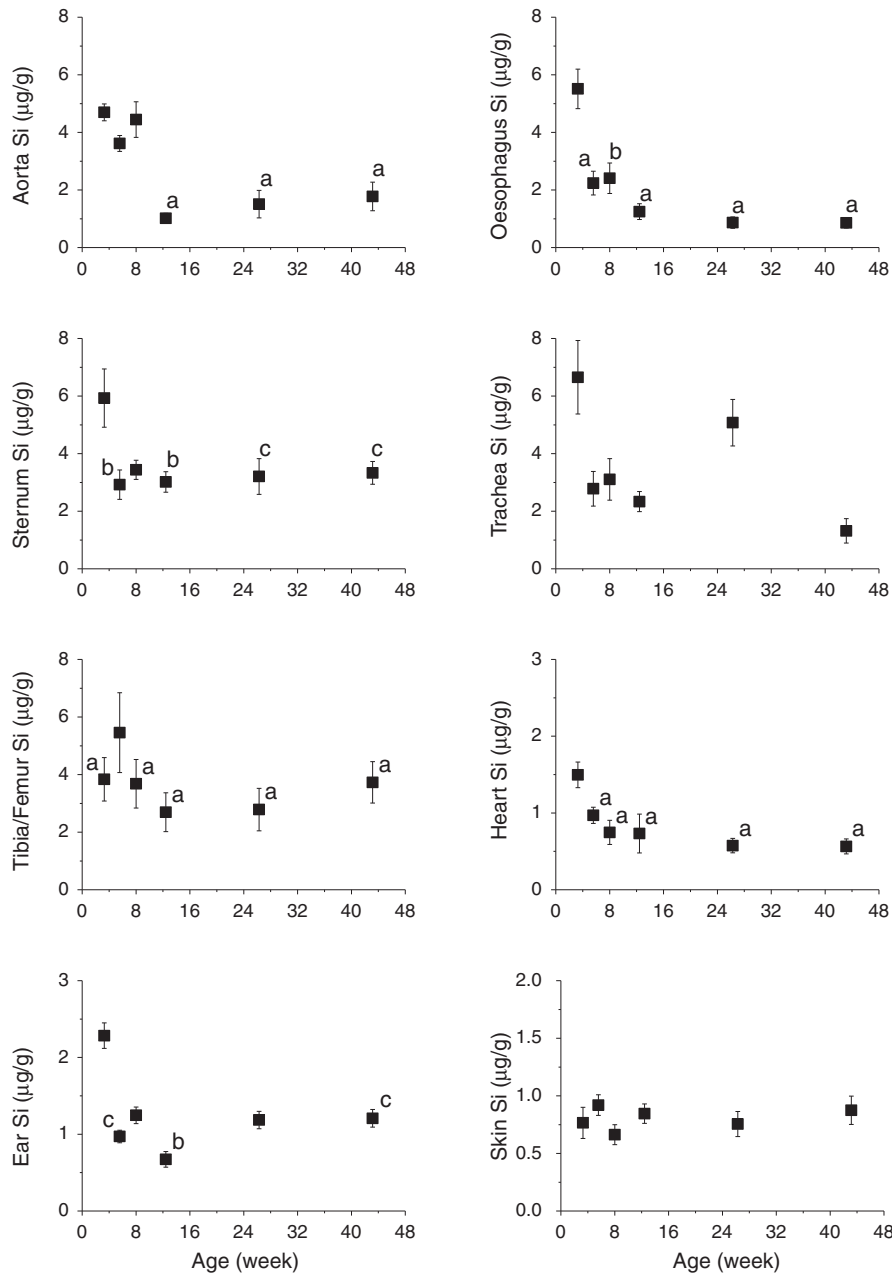 8
6
4
2
0
Aorta Si (μg/g)
a
a
a
0 8 16 24 32 40 48
8
6
4
2
0
Oesophagus Si (μg/g)
a
b
a
a
a
0 8 16 24 32 40 48
8
6
4
2
0
Sternum Si (μg/g)
b
b
c
c
0 8 16 24 32 40 48
8
6
4
2
0
Trachea Si (μg/g)
0 8 16 24 32 40 48
8
6
4
2
0
Tibia/Femur Si (μg/g)
a
a
a
a
a
0 8 16 24 32 40 48
3
2
1
0
Heart Si (μg/g)
a
a
a
a
a
0 8 16 24 32 40 48
3
2
1
0
Ear Si (μg/g)
c
b
c
0 8 16 24 32 40 48
Age (week)
2.0
1.5
1.0
0.5
0.0
Skin Si (μg/g)
0 8 16 24 32 40 48
Age (week)